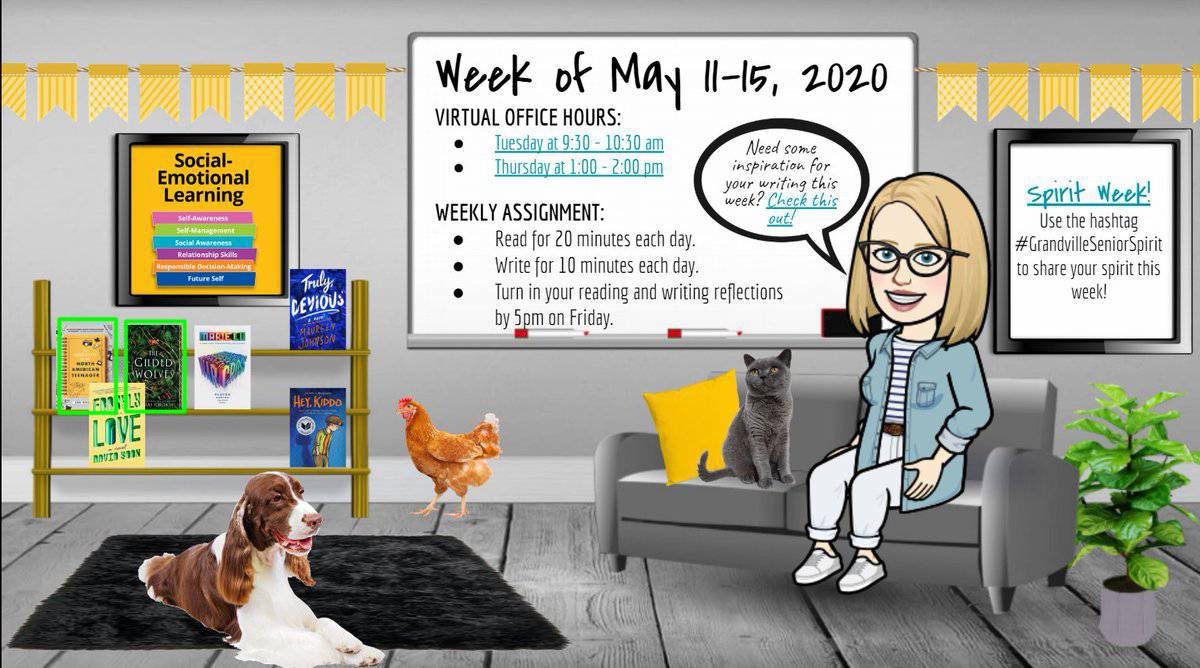 Week of May 11-15, 2020
VIRTUAL OFFICE HOURS:
● Tuesday at 9:30 - 10:30 am
● Thursday at 1:00 - 2:00 pm
WEEKLY ASSIGNMENT:
● Read for 20 minutes each day.
● Write for 10 minutes each day.
● Turn in your reading and writing reflections
by 5pm on Friday.
Need some
inspiration for
your writing this
week? Check this
out!
Social-
Emotional
Learning
Self-Awareness
Self-Management
Social Awareness
Relationship Skills
Responsible Decision-Making
Future Self
Spirit Week!
Use the hashtag
#GrandvilleSeniorSpirit
to share your spirit this
week!
Truly,
DEVIOUS
MAUREEN
JOHNSON
NORTH
AMERICAN
TEENAGER
THE
GILDED
WOLVES
LOVE
a novel
DAVID YOON
HEY, KIDDO